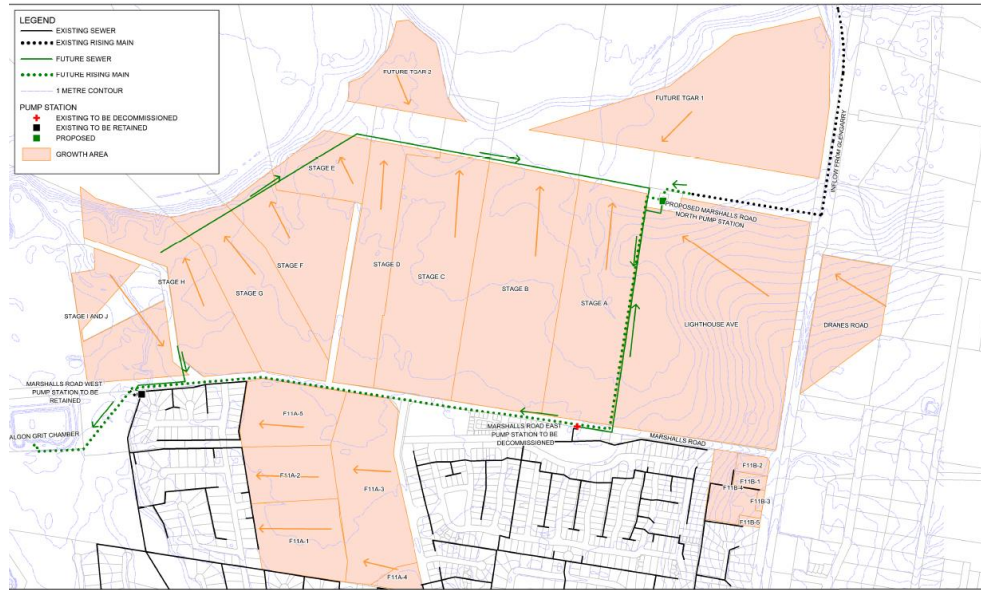 LEGEND
EXISTING SEWER
EXISTING RISING MAIN
FUTURE SEWER
FUTURE RISING MAIN
1 METRE CONTOUR
PUMP STATION
EXISTING TO BE DECOMMISSIONED
EXISTING TO BE RETAINED
PROPOSED
GROWTH AREA
FUTURE TGAR 2
FUTURE TGAR 1
INFLOW FROM GLENGARRY
STAGE E
PROPOSED MARSHALLS ROAD
NORTH PUMP STATION
STAGE D
STAGE F
STAGE C
STAGE H
STAGE G
STAGE B
STAGE A
STAGE I AND J
LIGHTHOUSE AVE
DRANES ROAD
MARSHALLS ROAD WEST
PUMP STATION TO BE
RETAINED
ALGON GRIT CHAMBER
MARSHALLS ROAD EAST
PUMP STATION TO BE
DECOMMISSIONED
MARSHALLS ROAD
F11A-5
F11A-2
F11A-3
F11A-1
F11A-4
F11B-2
F11B-1
F11B-4
F11B-3
F11B-5